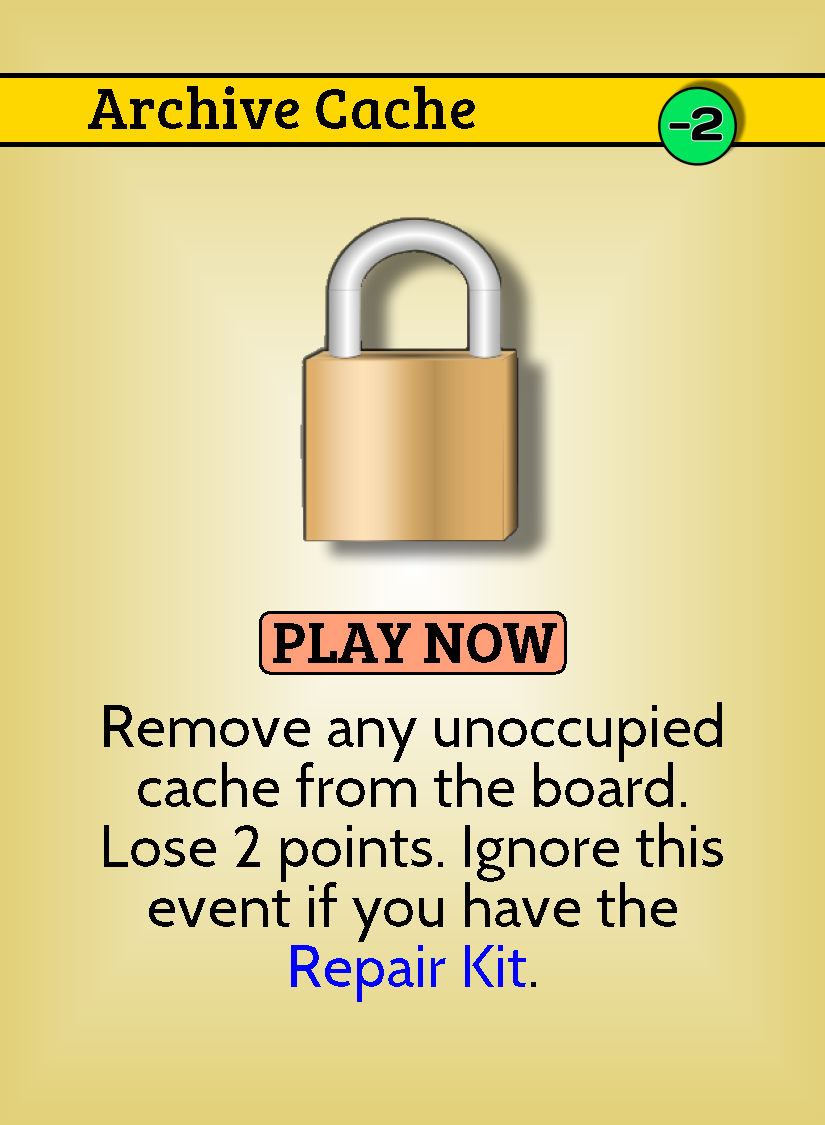 Archive Cache
-2
PLAY NOW
Remove any unoccupied
cache from the board.
Lose 2 points. Ignore this
event if you have the
Repair Kit.